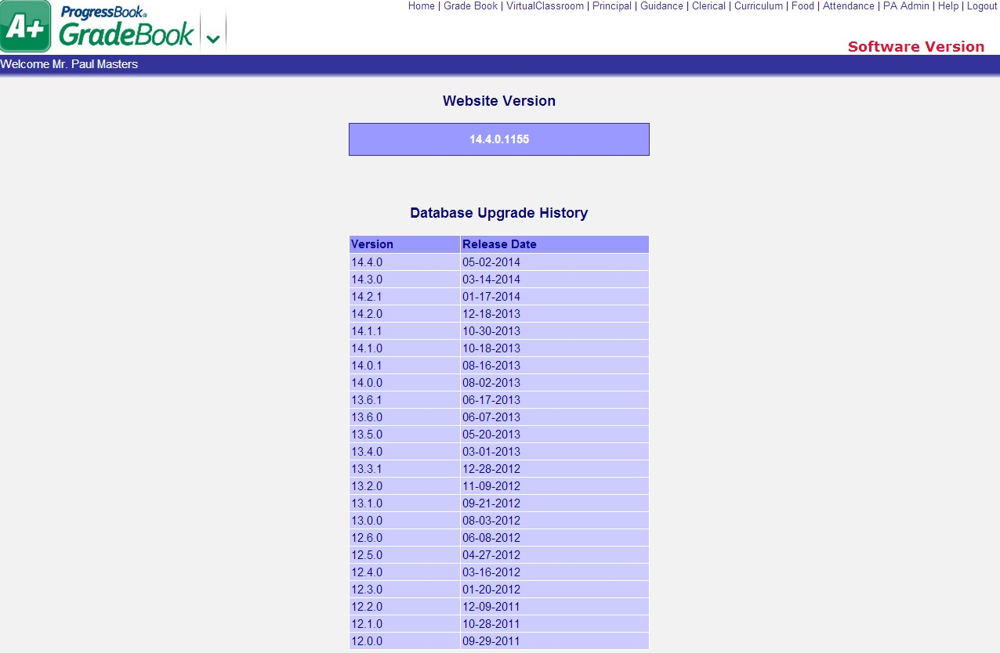 Home | Grade Book | VirtualClassroom | Principal | Guidance | Clerical | Curriculum | Food | Attendance | PA Admin | Help | Logout
A+
ProgressBook®
GradeBook
Software Version
Welcome Mr. Paul Masters
Website Version
14.4.0.1155
Database Upgrade History
Version Release Date
14.4.0 05-02-2014
14.3.0 03-14-2014
14.2.1 01-17-2014
14.2.0 12-18-2013
14.1.1 10-30-2013
14.1.0 10-18-2013
14.0.1 08-16-2013
14.0.0 08-02-2013
13.6.1 06-17-2013
13.6.0 06-07-2013
13.5.0 05-20-2013
13.4.0 03-01-2013
13.3.1 12-28-2012
13.2.0 11-09-2012
13.1.0 09-21-2012
13.0.0 08-03-2012
12.6.0 06-08-2012
12.5.0 04-27-2012
12.4.0 03-16-2012
12.3.0 01-20-2012
12.2.0 12-09-2011
12.1.0 10-28-2011
12.0.0 09-29-2011